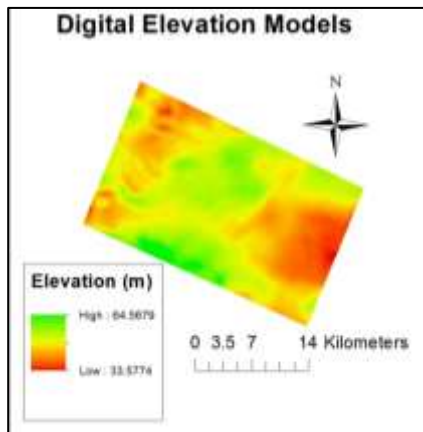 Digital Elevation Models
N
Elevation (m)
High : 64.5679
Low : 33.5774
0 3.5 7 14 Kilometers